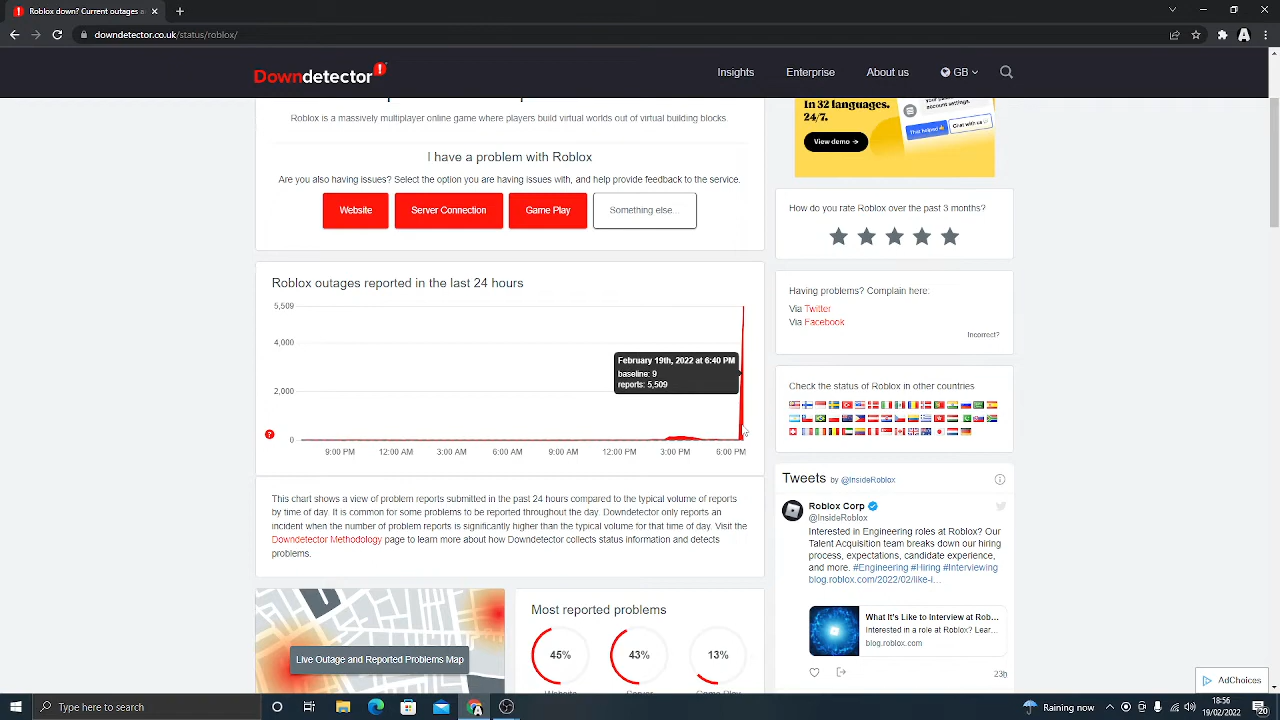 Roblox down? Current outages a
downdetector.co.uk/status/roblox/
A
Downdetector!
Insights
Enterprise
About us
GB
Roblox is a massively multiplayer online game where players build virtual worlds out of virtual building blocks.
I have a problem with Roblox
Are you also having issues? Select the option you are having issues with, and help provide feedback to the service.
Website
Server Connection
Game Play
Something else...
Roblox outages reported in the last 24 hours
5,509
4,000
2,000
0
?
February 19th, 2022 at 6:40 PM
baseline: 9
reports: 5,509
9:00 PM
12:00 AM
3:00 AM
6:00 AM
9:00 AM
12:00 PM
3:00 PM
6:00 PM
This chart shows a view of problem reports submitted in the past 24 hours compared to the typical volume of reports
by time of day. It is common for some problems to be reported throughout the day. Downdetector only reports an
incident when the number of problem reports is significantly higher than the typical volume for that time of day. Visit the
Downdetector Methodology page to learn more about how Downdetector collects status information and detects
problems.
Live Outage and Reported Problems Map
Most reported problems
45%
43%
13%
In 32 languages.
24/7.
View demo →
account settings.
That helped
Chat with us
How do you rate Roblox over the past 3 months?
Having problems? Complain here:
Via Twitter
Via Facebook
Incorrect?
Check the status of Roblox in other countries
Tweets by @InsideRoblox
Roblox Corp
@InsideRoblox
Interested in Engineering roles at Roblox? Our
Talent Acquisition team breaks down our hiring
process, expectations, candidate experience,
and more. #Engineering #Hiring #Interviewing
blog.roblox.com/2022/02/like-i...
What It's Like to Interview at Rob...
Interested in a role at Roblox? Lear...
blog.roblox.com
23h
AdChoices
Type here to search
Raining now
18:56
19/02/2022
20